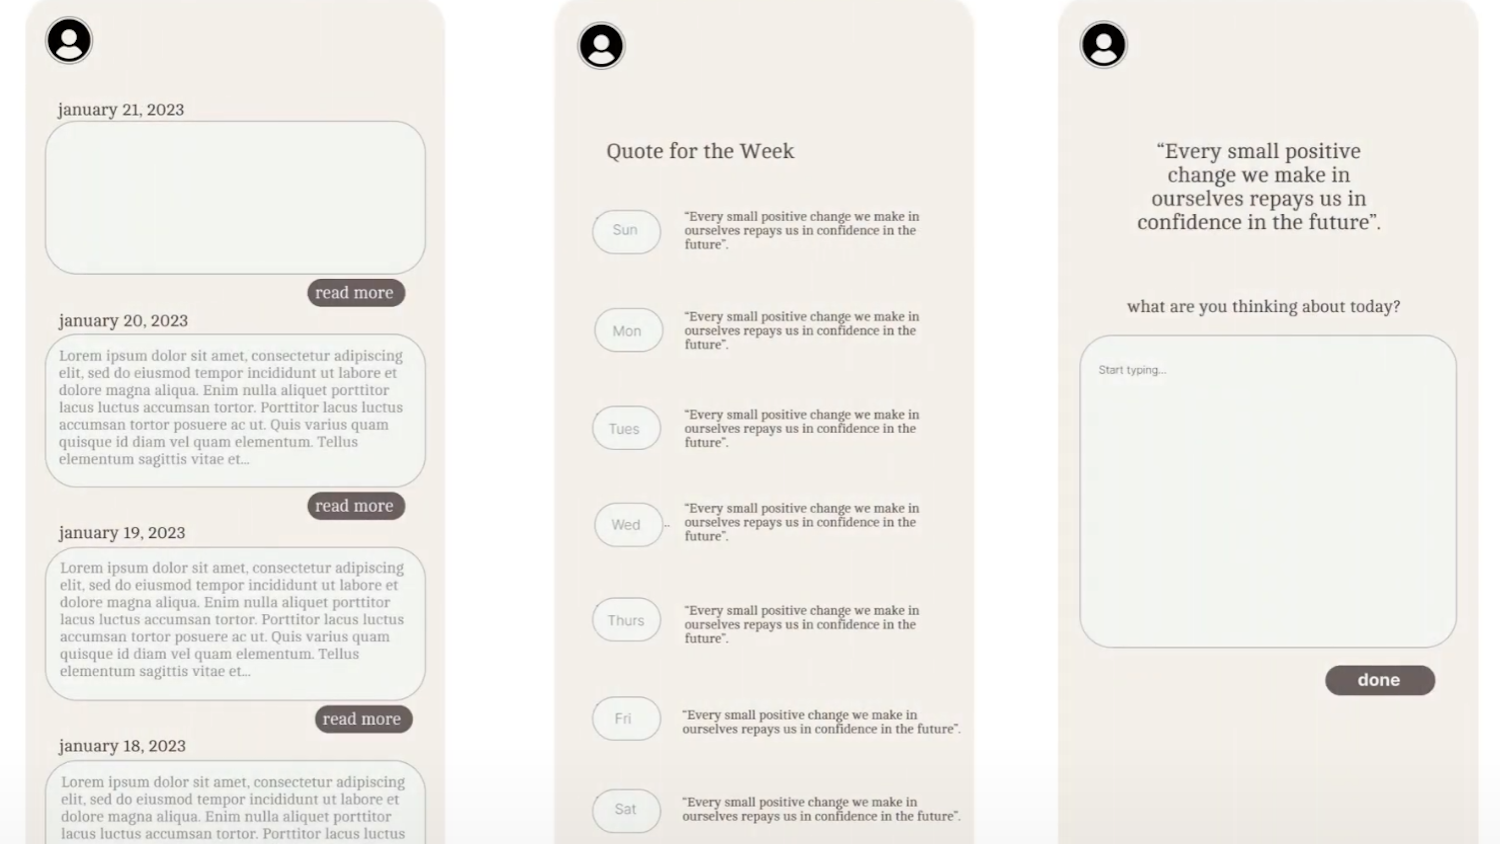 january 21, 2023
read more
january 20, 2023
Lorem ipsum dolor sit amet, consectetur adipiscing
elit, sed do eiusmod tempor incididunt ut labore et
dolore magna aliqua. Enim nulla aliquet porttitor
lacus luctus accumsan tortor. Porttitor lacus luctus
accumsan tortor posuere ac ut. Quis varius quam
quisque id diam vel quam elementum. Tellus
elementum sagittis vitae et...
read more
january 19, 2023
Lorem ipsum dolor sit amet, consectetur adipiscing
elit, sed do eiusmod tempor incididunt ut labore et
dolore magna aliqua. Enim nulla aliquet porttitor
lacus luctus accumsan tortor. Porttitor lacus luctus
accumsan tortor posuere ac ut. Quis varius quam
quisque id diam vel quam elementum. Tellus
elementum sagittis vitae et...
read more
january 18, 2023
Lorem ipsum dolor sit amet, consectetur adipiscing
elit, sed do eiusmod tempor incididunt ut labore et
dolore magna aliqua. Enim nulla aliquet porttitor
lacus luctus accumsan tortor. Porttitor lacus luctus
Quote for the Week
Sun
“Every small positive change we make in
ourselves repays us in confidence in the
future”.
Mon
“Every small positive change we make in
ourselves repays us in confidence in the
future”.
Tues
“Every small positive change we make in
ourselves repays us in confidence in the
future”.
Wed
“Every small positive change we make in
ourselves repays us in confidence in the
future”.
Thurs
“Every small positive change we make in
ourselves repays us in confidence in the
future”.
Fri
“Every small positive change we make in
ourselves repays us in confidence in the future”.
Sat
“Every small positive change we make in
ourselves repays us in confidence in the future”.
“Every small positive
change we make in
ourselves repays us in
confidence in the future”.
what are you thinking about today?
Start typing...
done